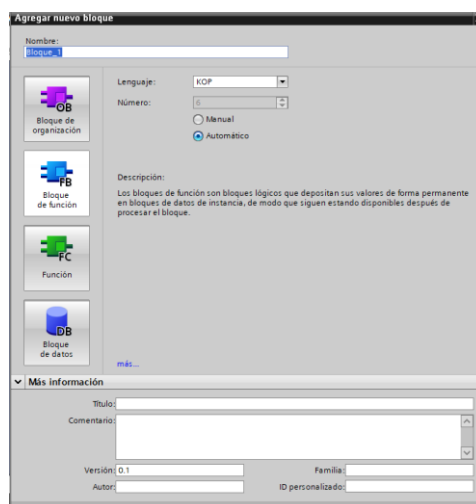 Agregar nuevo bloque
Nombre:
Bloque_1
OB
Bloque de
organización
FB
Bloque
de función
FC
Función
DB
Bloque
de datos
Lenguaje: KOP
Número: 6
Manual
Automático
Descripción:
Los bloques de función son bloques lógicos que depositan sus valores de forma permanente
en bloques de datos de instancia, de modo que siguen estando disponibles después de
procesar el bloque.
más...
Más información
Título:
Comentario:
Versión: 0.1 Familia:
Autor: ID personalizado: